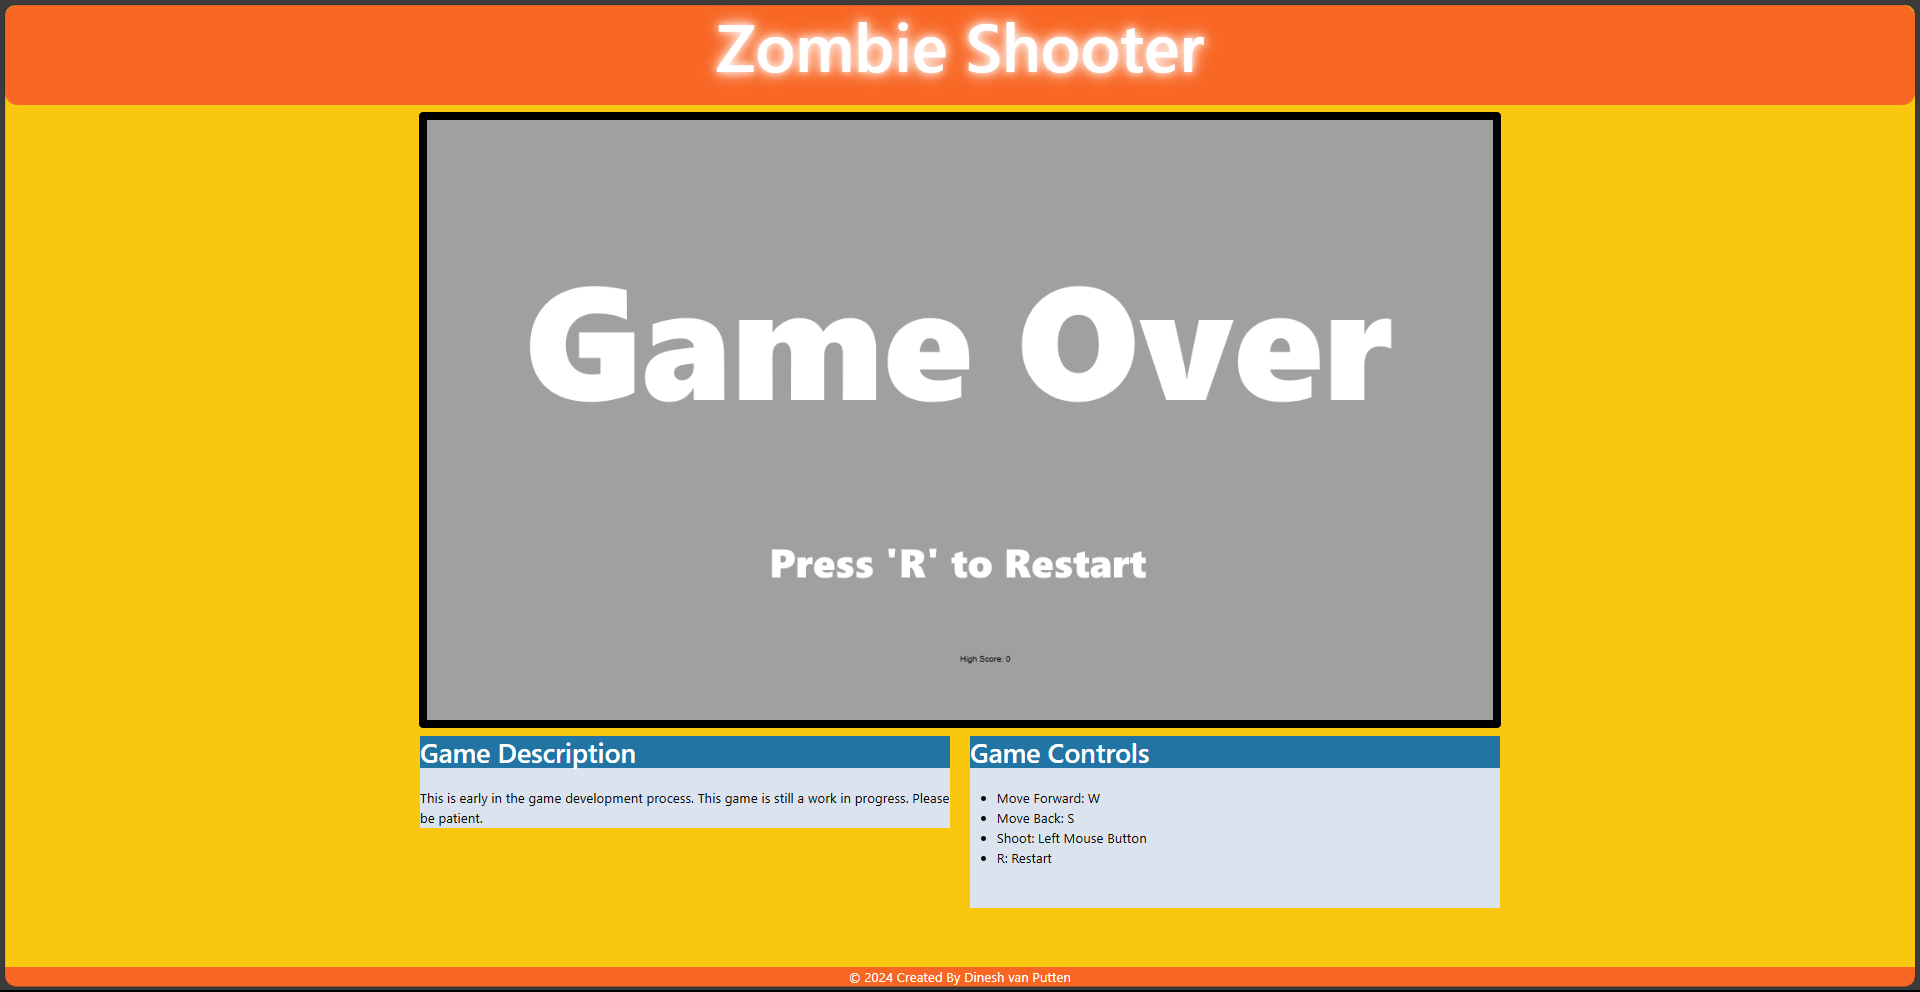 Zombie Shooter
Game Over
Press 'R' to Restart
High Score: 0
Game Description
This is early in the game development process. This game is still a work in progress. Please
be patient.
Game Controls
• Move Forward: W
• Move Back: S
• Shoot: Left Mouse Button
• R: Restart
© 2024 Created By Dinesh van Putten